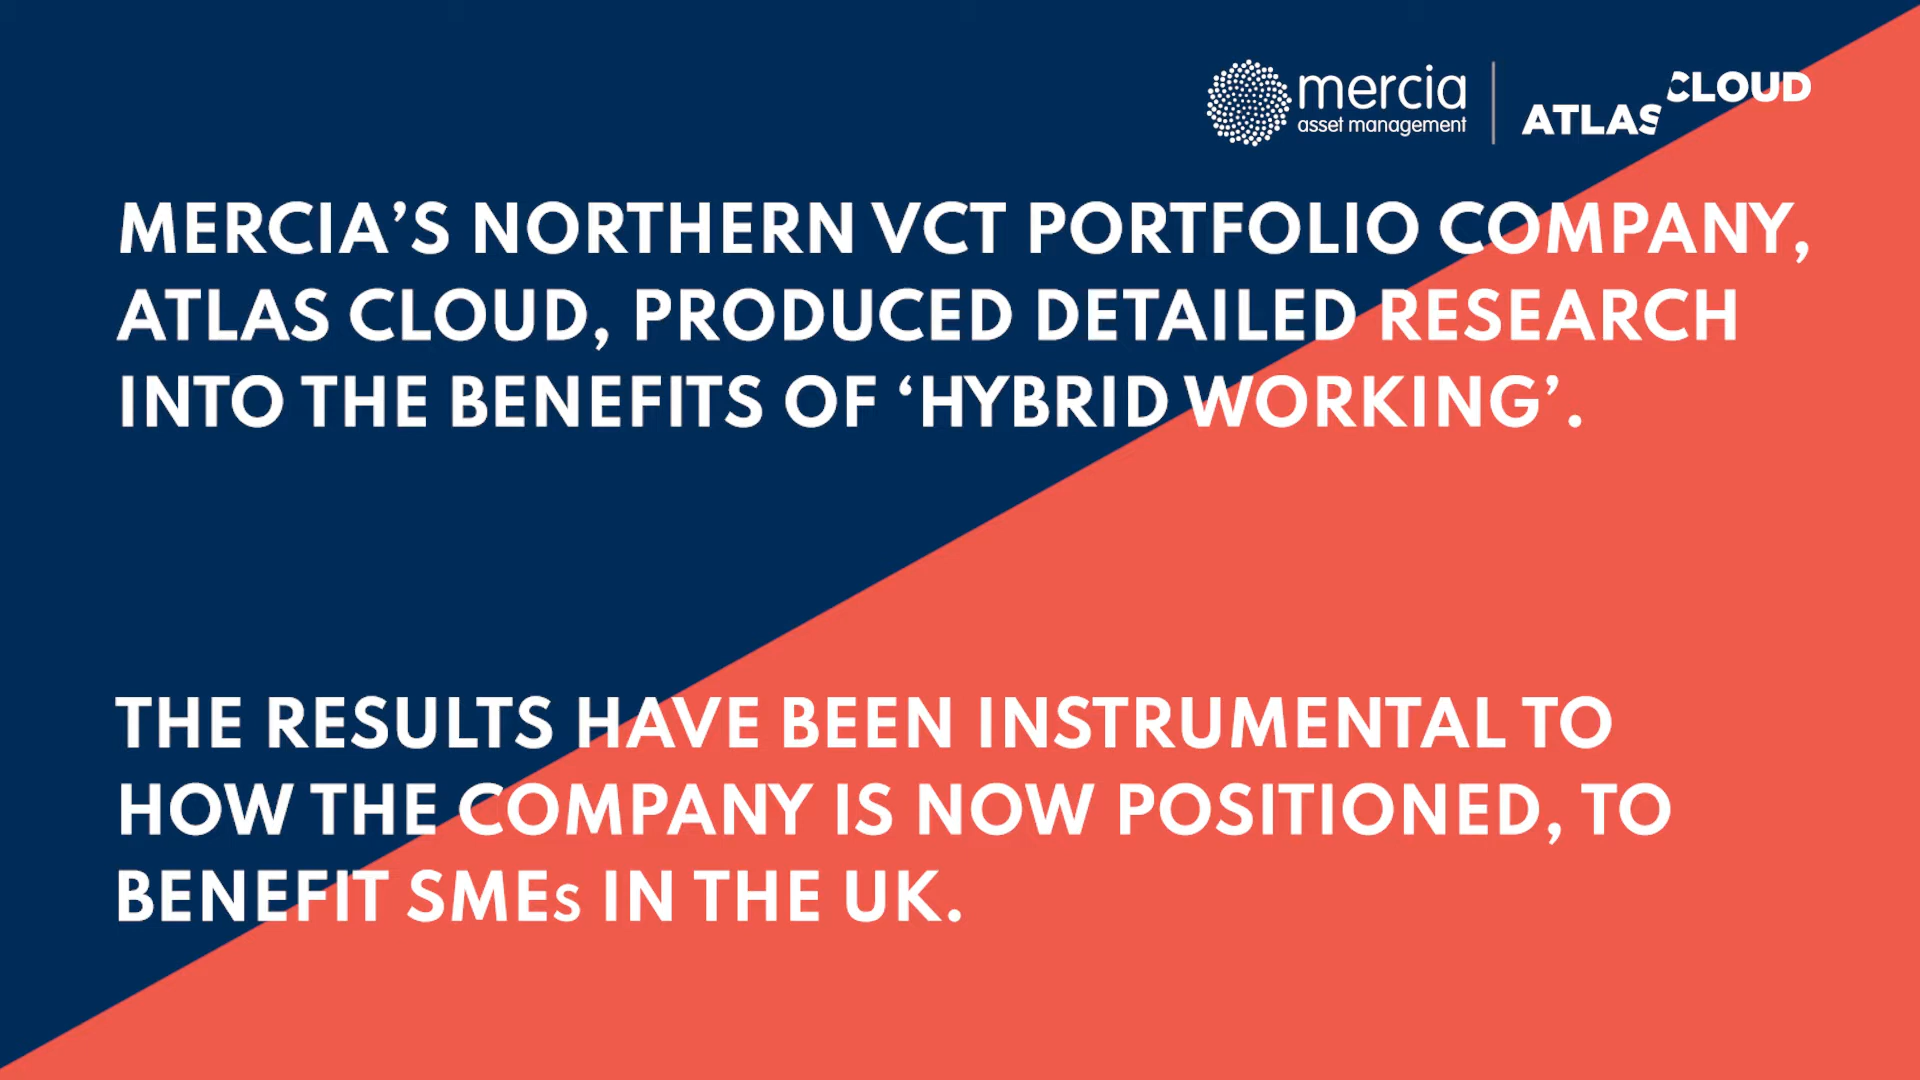 mercia
asset management
ATLAS CLOUD
MERCIA’S NORTHERN VCT PORTFOLIO COMPANY,
ATLAS CLOUD, PRODUCED DETAILED RESEARCH
INTO THE BENEFITS OF ‘HYBRID WORKING’.
THE RESULTS HAVE BEEN INSTRUMENTAL TO
HOW THE COMPANY IS NOW POSITIONED, TO
BENEFIT SMEs IN THE UK.